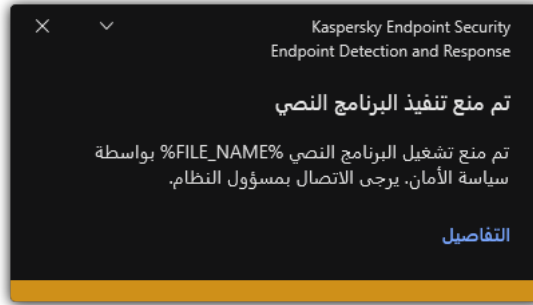 Kaspersky Endpoint Security
Endpoint Detection and Response
تم منع تنفيذ البرنامج النصي
تم منع تشغيل البرنامج النصي %FILE_NAME% بواسطة
سياسة الأمان. يرجى الاتصال بمسؤول النظام.
التفاصيل